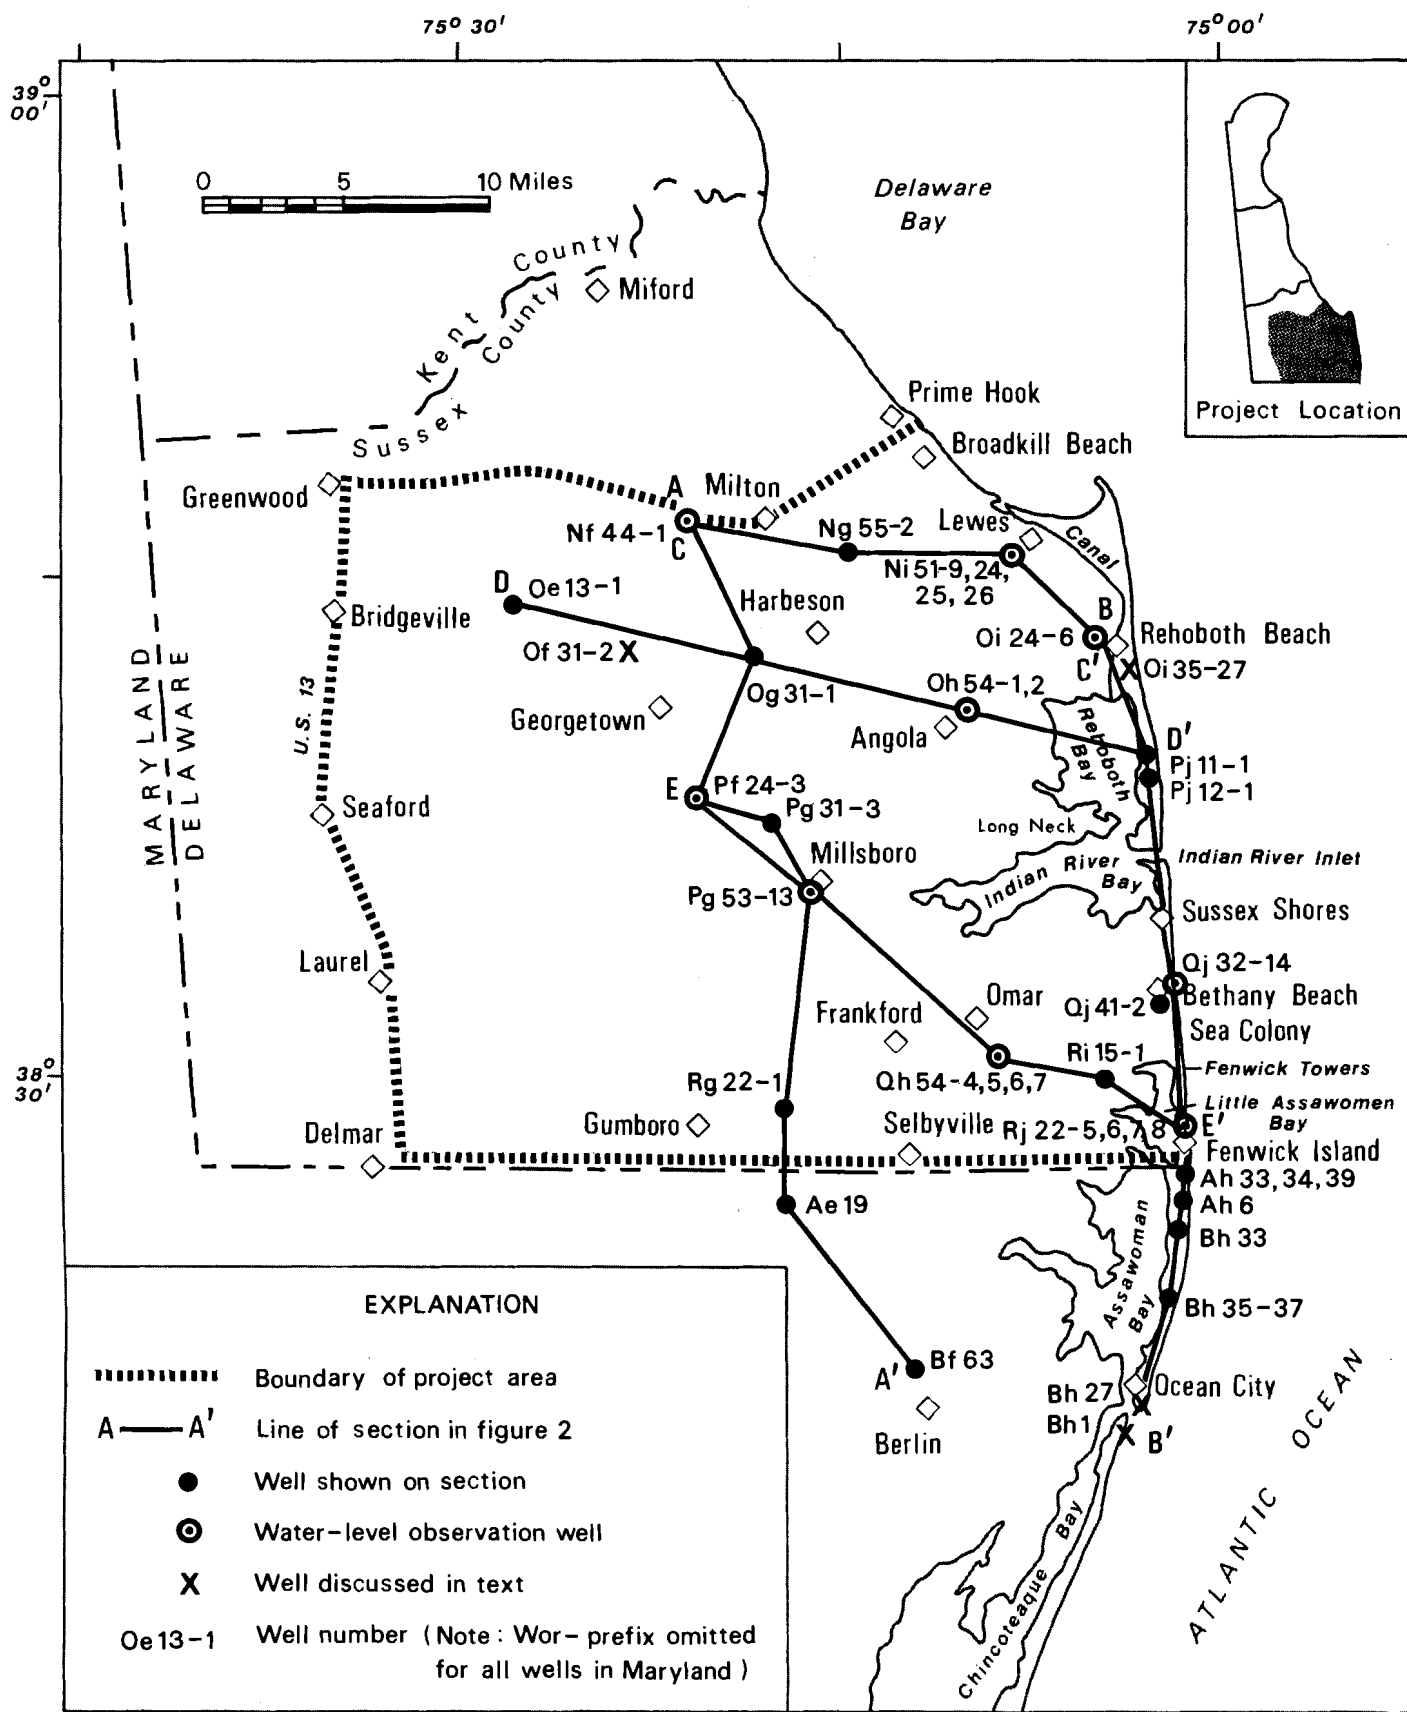 75° 30'
75° 00'
39°
00'
0 5 10 Miles
Delaware
Bay
Kent County
Sussex County
Miford
Project Location
Prime Hook
Broadkill Beach
Greenwood
A
Milton
Nf 44-1
C
Ng 55-2
Lewes
Canal
Ni 51-9, 24,
25, 26
D
Oe 13-1
Harbeson
B
Bridgeville
Oi 24-6
Rehoboth Beach
Of 31-2 X
C'
X Oi 35-27
MARYLAND
DELAWARE
U.S. 13
Og 31-1
Oh 54-1,2
Georgetown
Angola
Rehoboth
Bay
D'
Pj 11-1
Pj 12-1
E
Pf 24-3
Seaford
Pg 31-3
Long Neck
Millsboro
Indian River Inlet
Indian River
Bay
Pg 53-13
Sussex Shores
Laurel
Qj 32-14
Omar
Bethany Beach
Frankford
Qj 41-2
Sea Colony
Ri 15-1
38°
30'
Fenwick Towers
Rg 22-1
Qh 54-4,5,6,7
Little Assawomen
Bay
Gumboro
Selbyville
Rj 22-5,6,7,8
E'
Delmar
Fenwick Island
Ah 33, 34, 39
Ae 19
Ah 6
Bh 33
Assawoman
Bay
Bh 35-37
A'
Bf 63
Bh 27
Ocean City
X
Bh 1
X B'
Berlin
Chincoteaque Bay
ATLANTIC OCEAN
EXPLANATION
Boundary of project area
A — A' Line of section in figure 2
Well shown on section
Water-level observation well
X Well discussed in text
Oe 13-1 Well number (Note: Wor- prefix omitted
for all wells in Maryland)